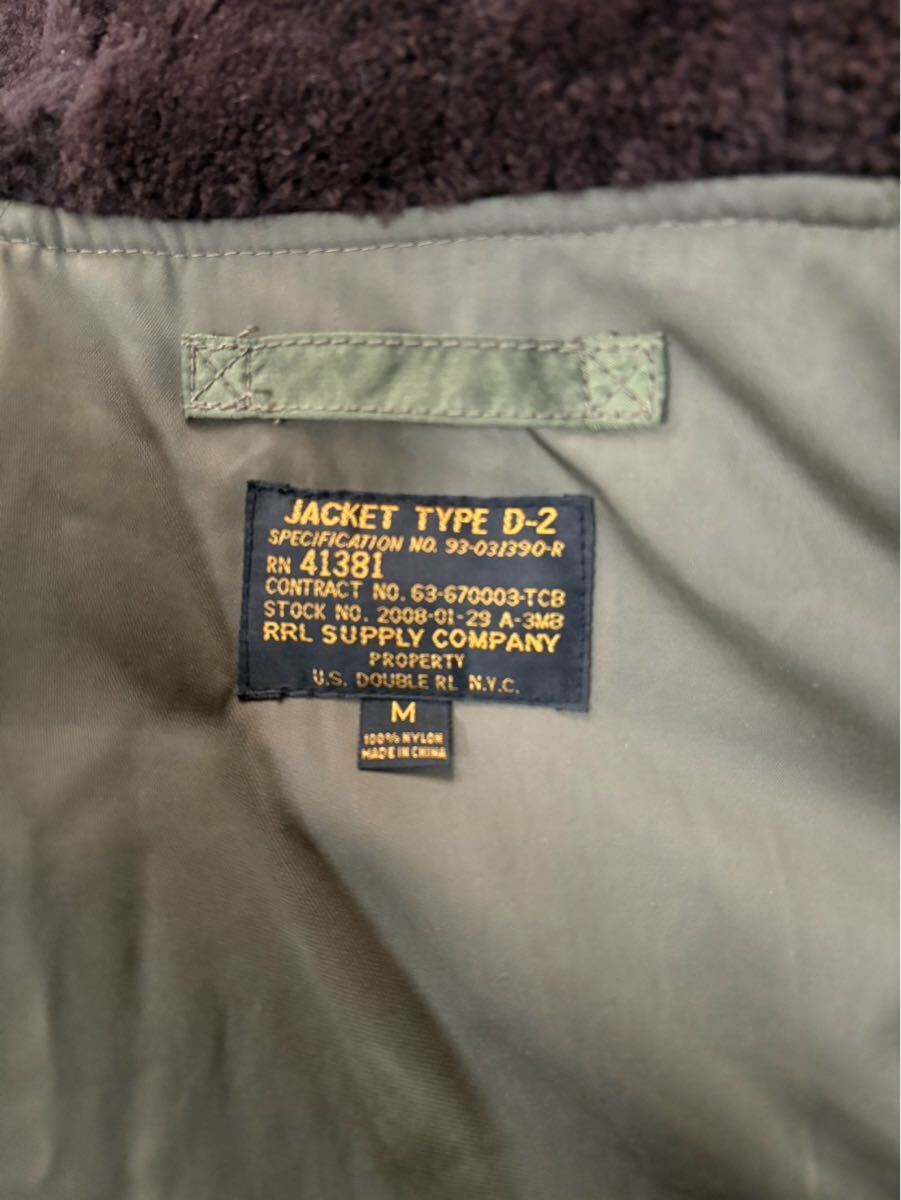 JACKET TYPE D-2
SPECIFICATION NO. 93-031390-R
RN 41381
CONTRACT NO. 63-670003-TCB
STOCK NO. 2008-01-29 A-3MB
RRL SUPPLY COMPANY
PROPERTY
U.S. DOUBLE RL N.Y.C.
M
100% NYLON
MADE IN CHINA